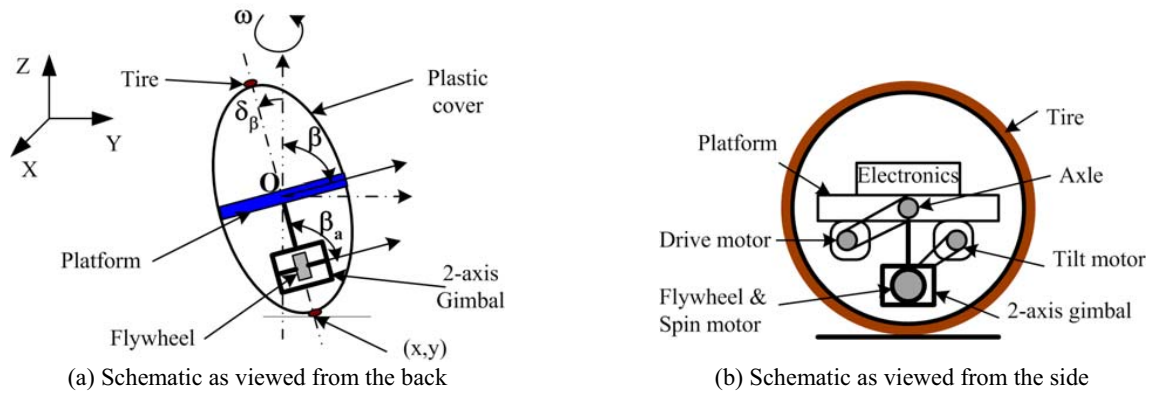 ω
Z
Tire
Plastic
cover
δβ
β
Y
X
O
βa
Platform
2-axis
Gimbal
Flywheel
(x,y)
(a) Schematic as viewed from the back
Tire
Platform
Electronics
Axle
Drive motor
Tilt motor
Flywheel &
Spin motor
2-axis gimbal
(b) Schematic as viewed from the side